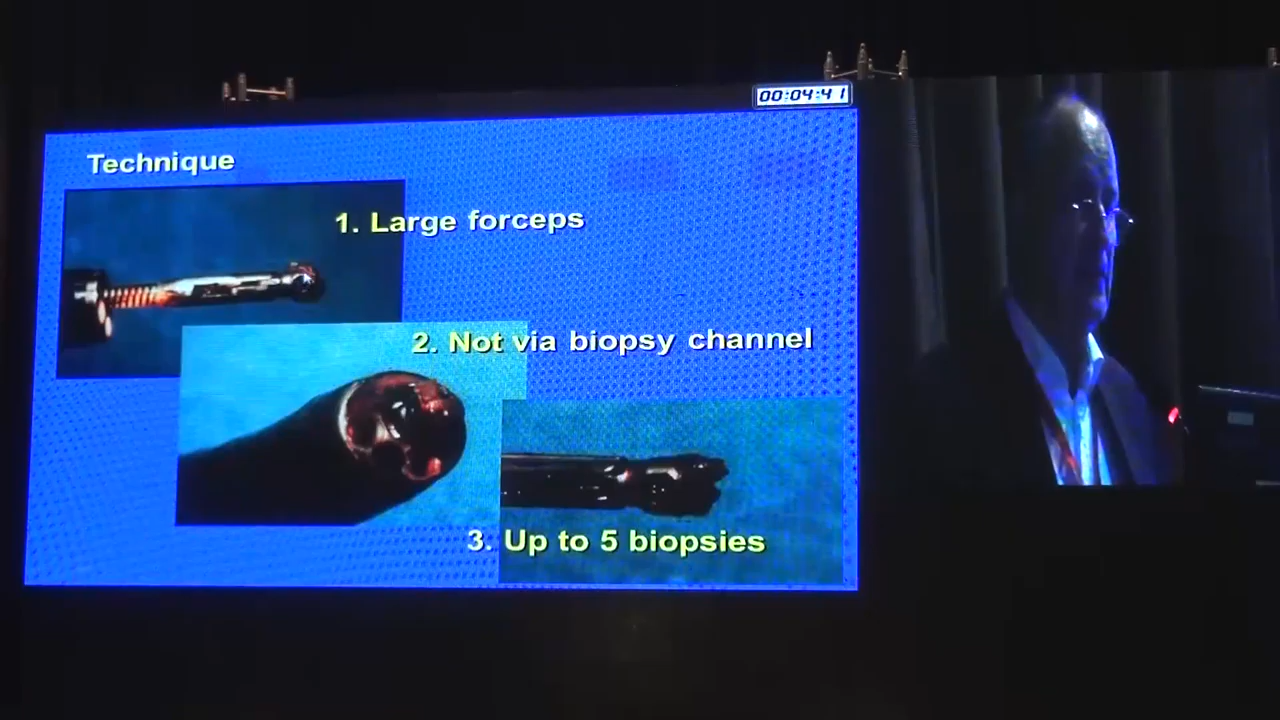 00:04:41
Technique
1. Large forceps
2. Not via biopsy channel
3. Up to 5 biopsies